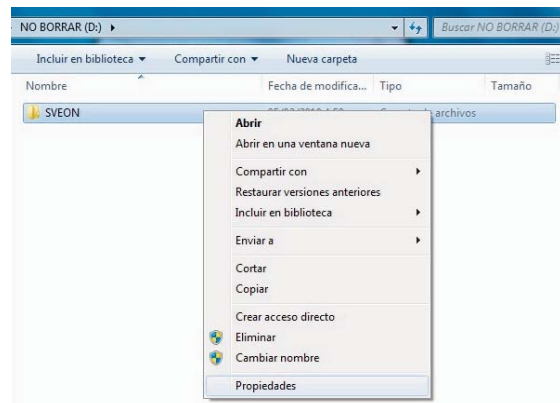 NO BORRAR (D:)
Buscar NO BORRAR (D:)
Incluir en biblioteca Compartir con Nueva carpeta
Nombre Fecha de modifica... Tipo Tamaño
SVEON archivos
Abrir
Abrir en una ventana nueva
Compartir con
Restaurar versiones anteriores
Incluir en biblioteca
Enviar a
Cortar
Copiar
Crear acceso directo
Eliminar
Cambiar nombre
Propiedades